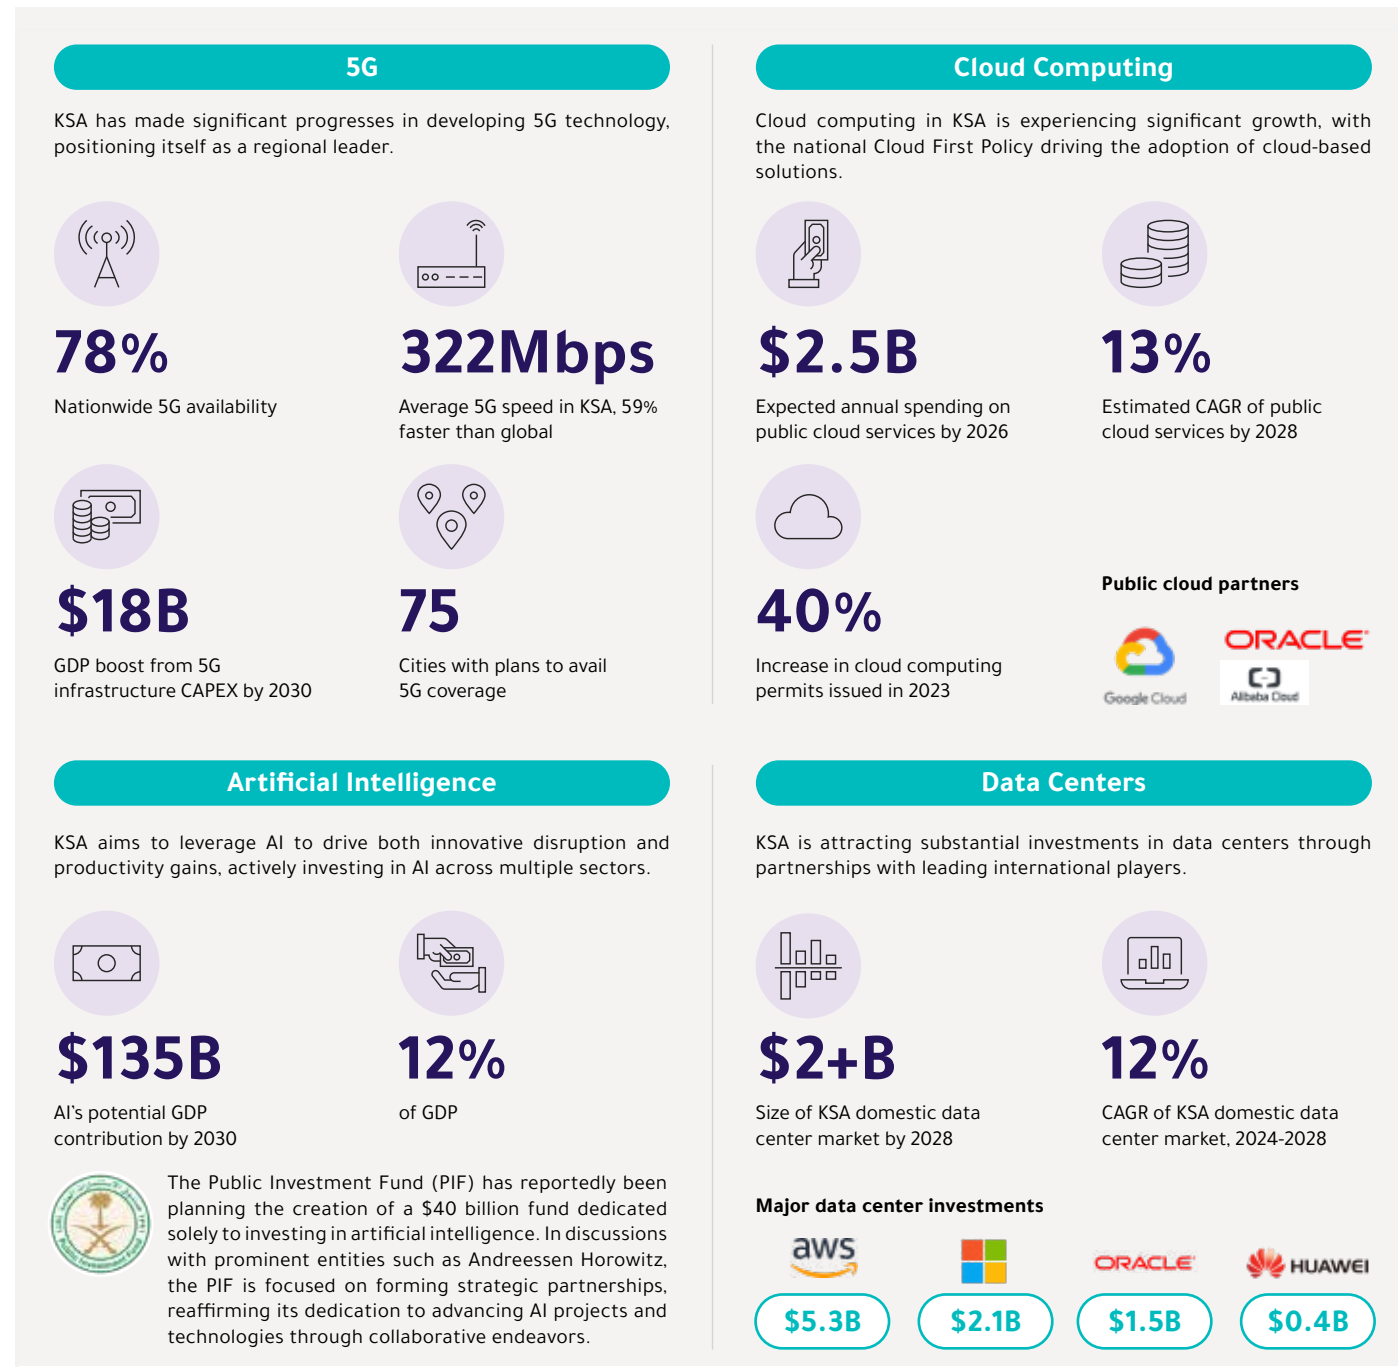 5G
KSA has made significant progresses in developing 5G technology,
positioning itself as a regional leader.
78%
Nationwide 5G availability
322Mbps
Average 5G speed in KSA, 59%
faster than global
$18B
GDP boost from 5G
infrastructure CAPEX by 2030
75
Cities with plans to avail
5G coverage
Cloud Computing
Cloud computing in KSA is experiencing significant growth, with
the national Cloud First Policy driving the adoption of cloud-based
solutions.
$2.5B
Expected annual spending on
public cloud services by 2026
13%
Estimated CAGR of public
cloud services by 2028
40%
Increase in cloud computing
permits issued in 2023
Public cloud partners
Google Cloud
ORACLE
Alibaba Cloud
Artificial Intelligence
KSA aims to leverage AI to drive both innovative disruption and
productivity gains, actively investing in AI across multiple sectors.
$135B
AI's potential GDP
contribution by 2030
12%
of GDP
The Public Investment Fund (PIF) has reportedly been
planning the creation of a $40 billion fund dedicated
solely to investing in artificial intelligence. In discussions
with prominent entities such as Andreessen Horowitz,
the PIF is focused on forming strategic partnerships,
reaffirming its dedication to advancing AI projects and
technologies through collaborative endeavors.
Public Investment Fund
Data Centers
KSA is attracting substantial investments in data centers through
partnerships with leading international players.
$2+B
Size of KSA domestic data
center market by 2028
12%
CAGR of KSA domestic data
center market, 2024-2028
Major data center investments
aws
ORACLE
HUAWEI
$5.3B
$2.1B
$1.5B
$0.4B